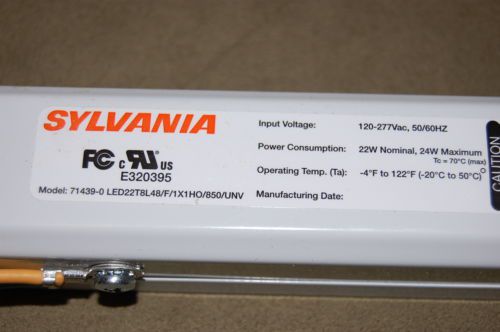 SYLVANIA
FC c RU US
E320395
Model: 71439-0 LED22T8L48/F/1X1HO/850/UNV
Input Voltage: 120-277Vac, 50/60HZ
Power Consumption: 22W Nominal, 24W Maximum
Tc = 70°C (max)
Operating Temp. (Ta): -4°F to 122°F (-20°C to 50°C)
Manufacturing Date:
CAUTION